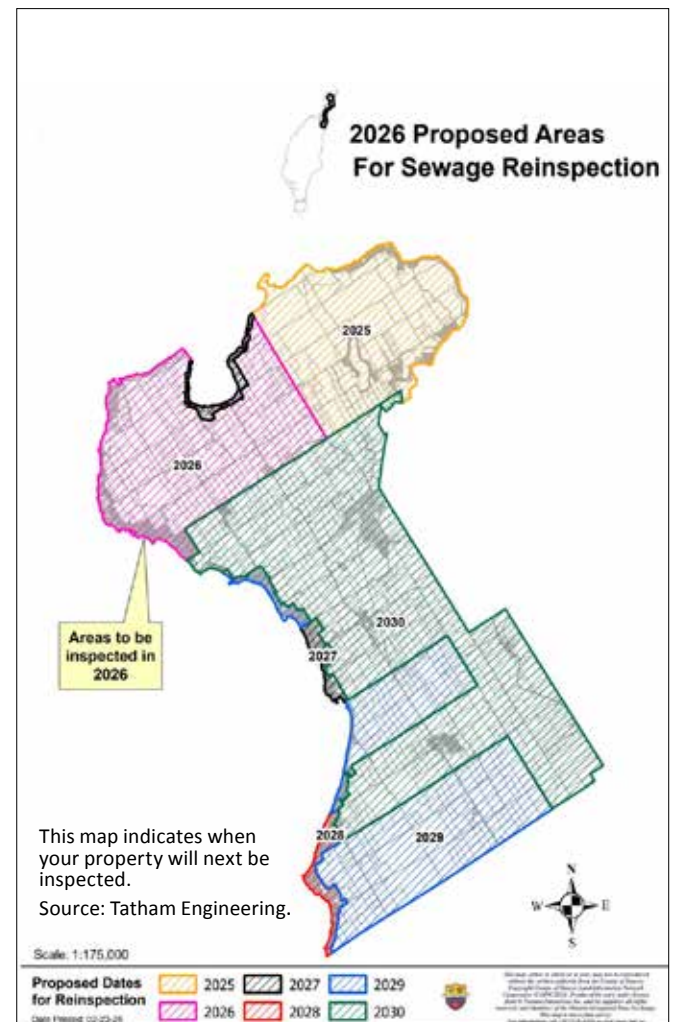 2026 Proposed Areas
For Sewage Reinspection
2025
2026
2030
2027
Areas to be
inspected in
2026
2028
2029
This map indicates when
your property will next be
inspected.
Source: Tatham Engineering.
N
W
E
S
Scale: 1:175,000
Proposed Dates
for Reinspection
2025
2027
2029
2026
2028
2030